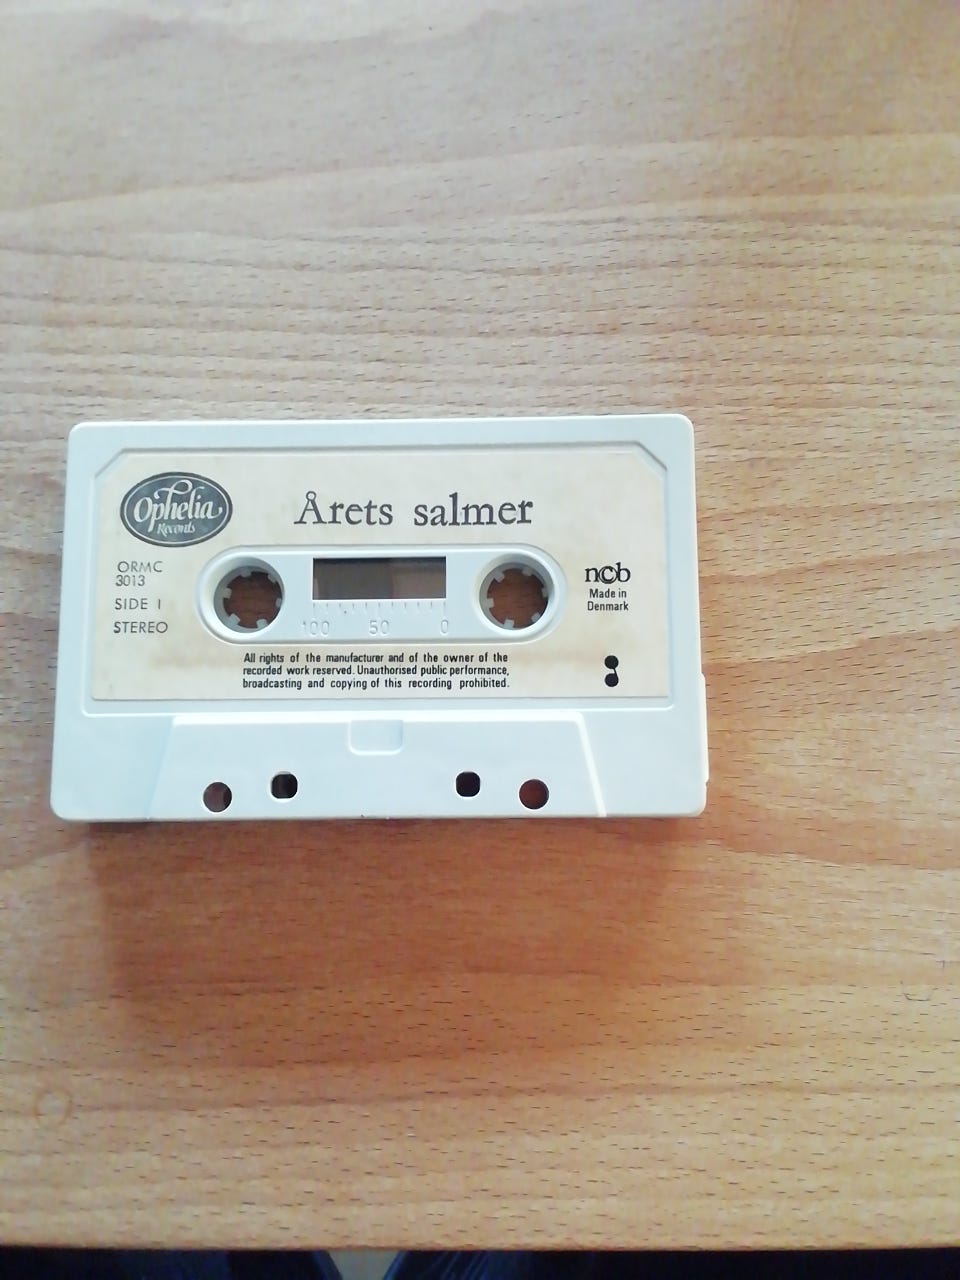 Ophelia
Records
Årets salmer
ORMC
3013
SIDE 1
STEREO
ncb
Made in
Denmark
100 50 0
All rights of the manufacturer and of the owner of the
recorded work reserved. Unauthorised public performance,
broadcasting and copying of this recording prohibited.